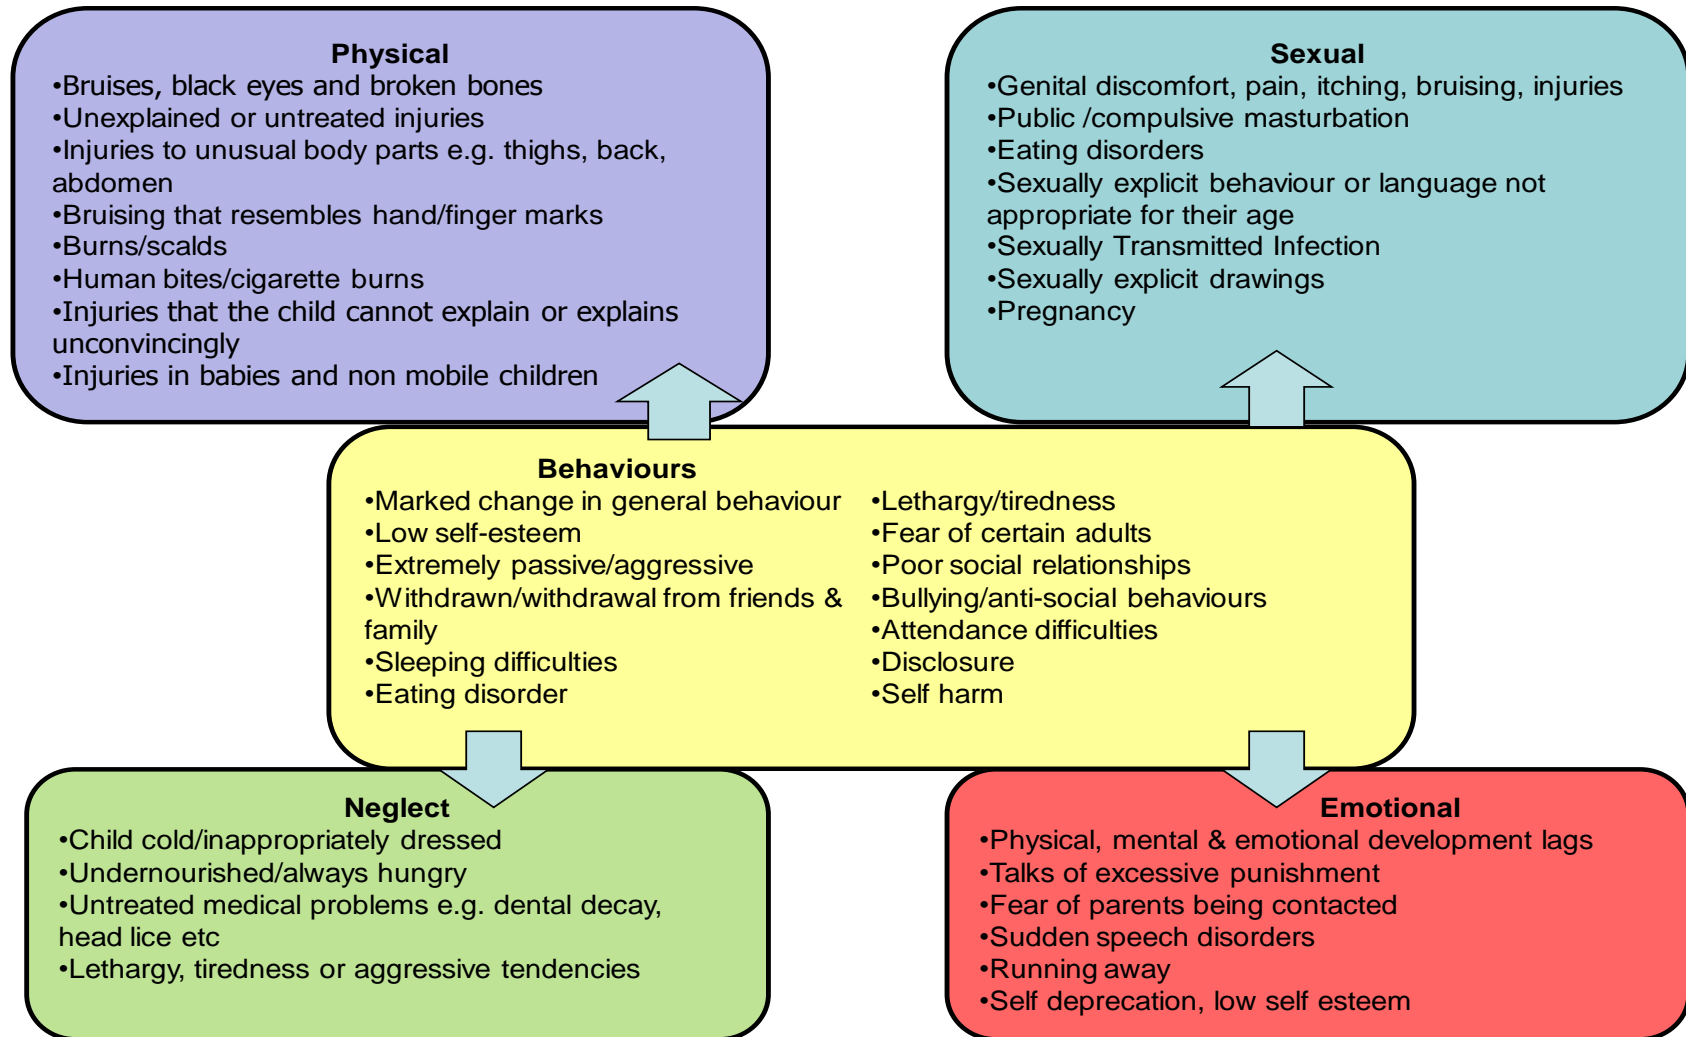 Physical
•Bruises, black eyes and broken bones
•Unexplained or untreated injuries
•Injuries to unusual body parts e.g. thighs, back,
abdomen
•Bruising that resembles hand/finger marks
•Burns/scalds
•Human bites/cigarette burns
•Injuries that the child cannot explain or explains
unconvincingly
•Injuries in babies and non mobile children
Sexual
•Genital discomfort, pain, itching, bruising, injuries
•Public /compulsive masturbation
•Eating disorders
•Sexually explicit behaviour or language not
appropriate for their age
•Sexually Transmitted Infection
•Sexually explicit drawings
•Pregnancy
Behaviours
•Marked change in general behaviour
•Low self-esteem
•Extremely passive/aggressive
•Withdrawn/withdrawal from friends &
family
•Sleeping difficulties
•Eating disorder
•Lethargy/tiredness
•Fear of certain adults
•Poor social relationships
•Bullying/anti-social behaviours
•Attendance difficulties
•Disclosure
•Self harm
Neglect
•Child cold/inappropriately dressed
•Undernourished/always hungry
•Untreated medical problems e.g. dental decay,
head lice etc
•Lethargy, tiredness or aggressive tendencies
Emotional
•Physical, mental & emotional development lags
•Talks of excessive punishment
•Fear of parents being contacted
•Sudden speech disorders
•Running away
•Self deprecation, low self esteem